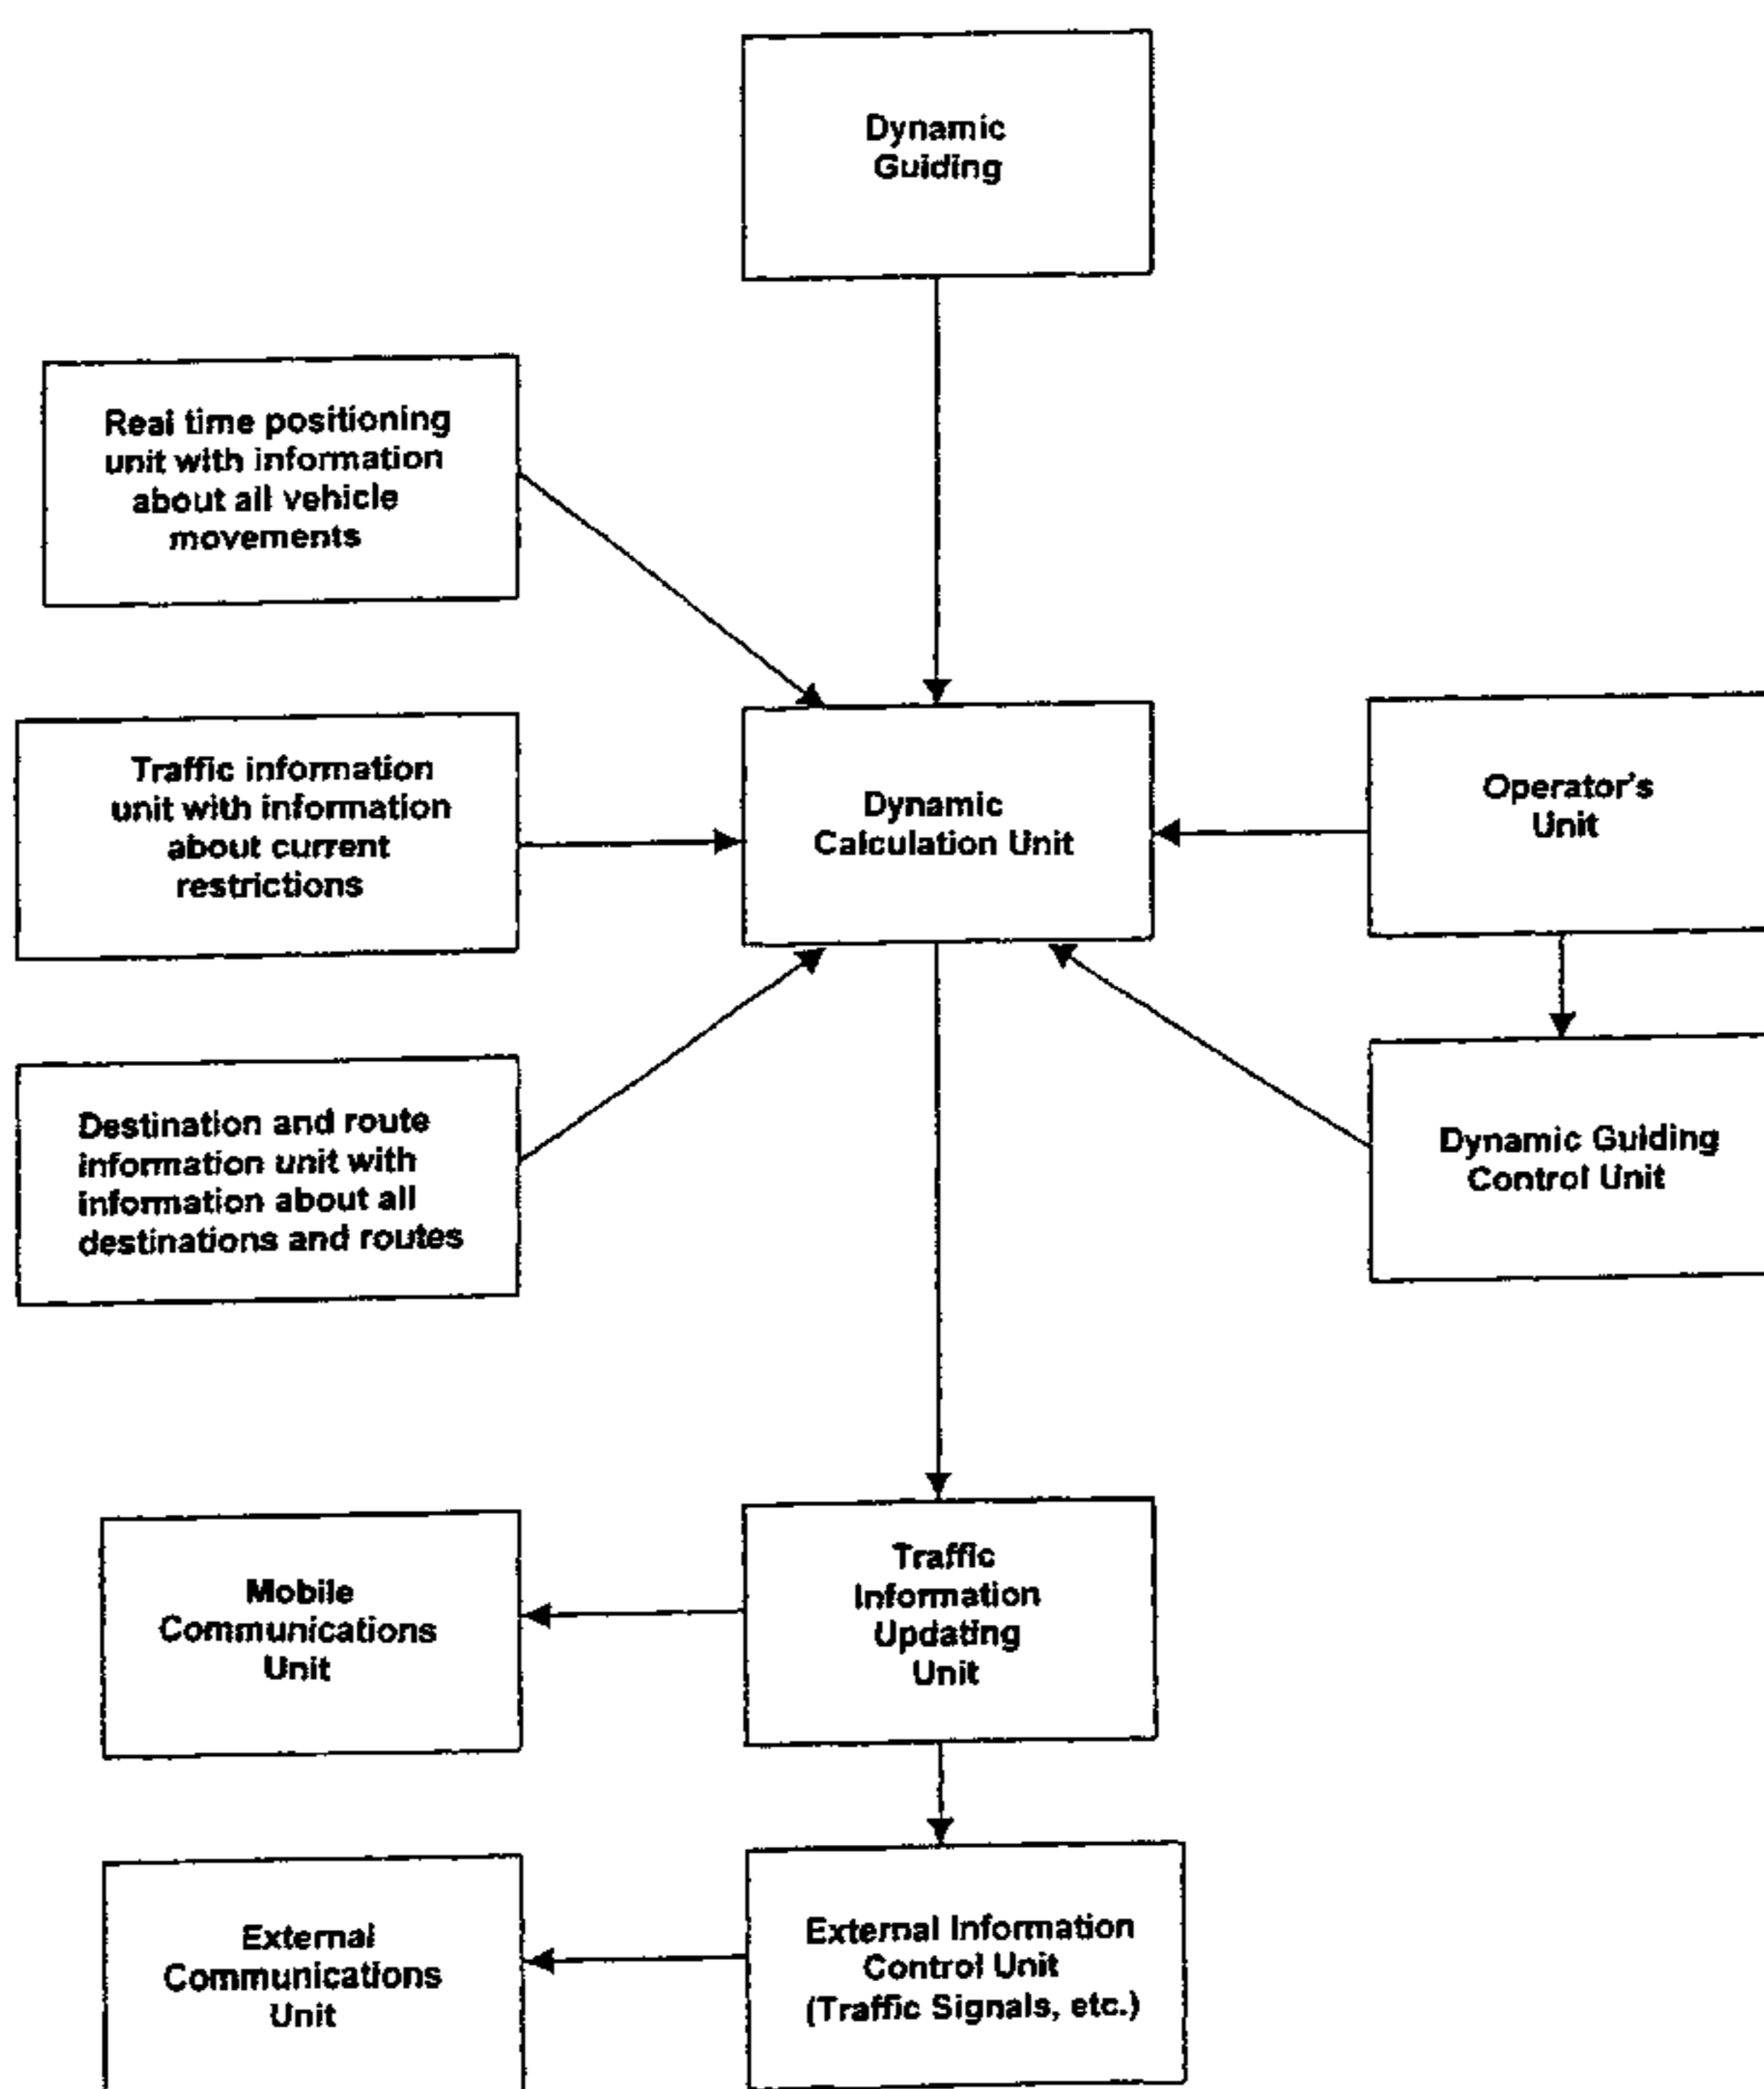 Dynamic
Guiding
Real time positioning
unit with information
about all vehicle
movements
Traffic information
unit with information
about current
restrictions
Dynamic
Calculation Unit
Operator's
Unit
Destination and route
information unit with
information about all
destinations and routes
Dynamic Guiding
Control Unit
Mobile
Communications
Unit
Traffic
Information
Updating
Unit
External
Communications
Unit
External Information
Control Unit
(Traffic Signals, etc.)